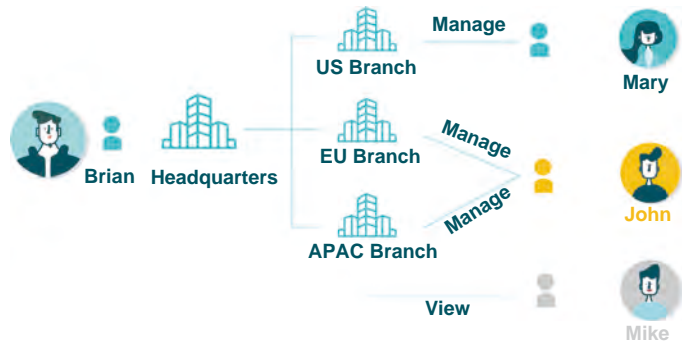 Manage
US Branch
Mary
Brian
Headquarters
EU Branch
Manage
Manage
John
APAC Branch
View
Mike